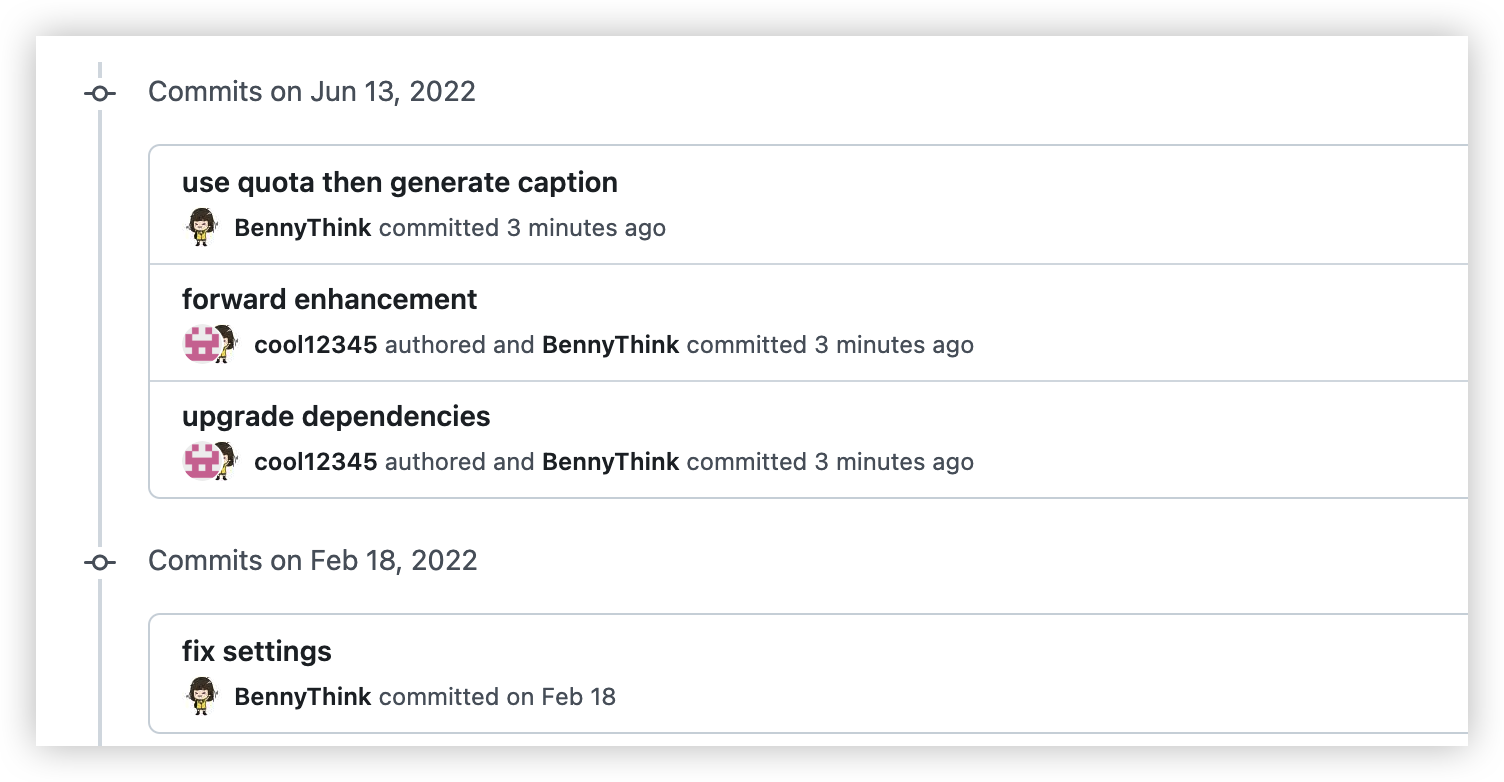 Commits on Jun 13, 2022
use quota then generate caption
BennyThink committed 3 minutes ago
forward enhancement
cool12345 authored and BennyThink committed 3 minutes ago
upgrade dependencies
cool12345 authored and BennyThink committed 3 minutes ago
Commits on Feb 18, 2022
fix settings
BennyThink committed on Feb 18